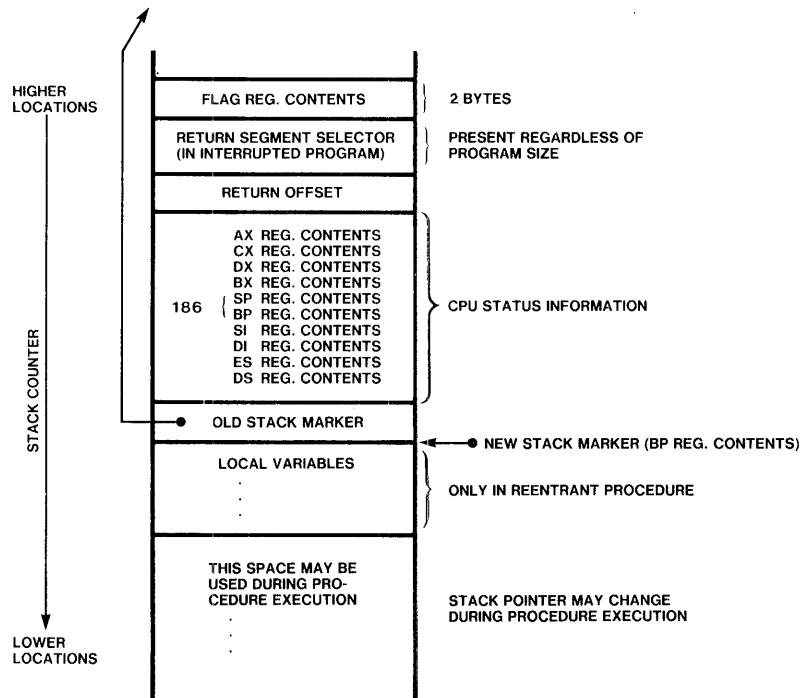 HIGHER
LOCATIONS
FLAG REG. CONTENTS
2 BYTES
RETURN SEGMENT SELECTOR
(IN INTERRUPTED PROGRAM)
PRESENT REGARDLESS OF
PROGRAM SIZE
RETURN OFFSET
AX REG. CONTENTS
CX REG. CONTENTS
DX REG. CONTENTS
BX REG. CONTENTS
186
SP REG. CONTENTS
BP REG. CONTENTS
SI REG. CONTENTS
DI REG. CONTENTS
ES REG. CONTENTS
DS REG. CONTENTS
CPU STATUS INFORMATION
STACK COUNTER
OLD STACK MARKER
NEW STACK MARKER (BP REG. CONTENTS)
LOCAL VARIABLES
.
.
.
ONLY IN REENTRANT PROCEDURE
THIS SPACE MAY BE
USED DURING PRO-
CEDURE EXECUTION
.
.
.
STACK POINTER MAY CHANGE
DURING PROCEDURE EXECUTION
LOWER
LOCATIONS